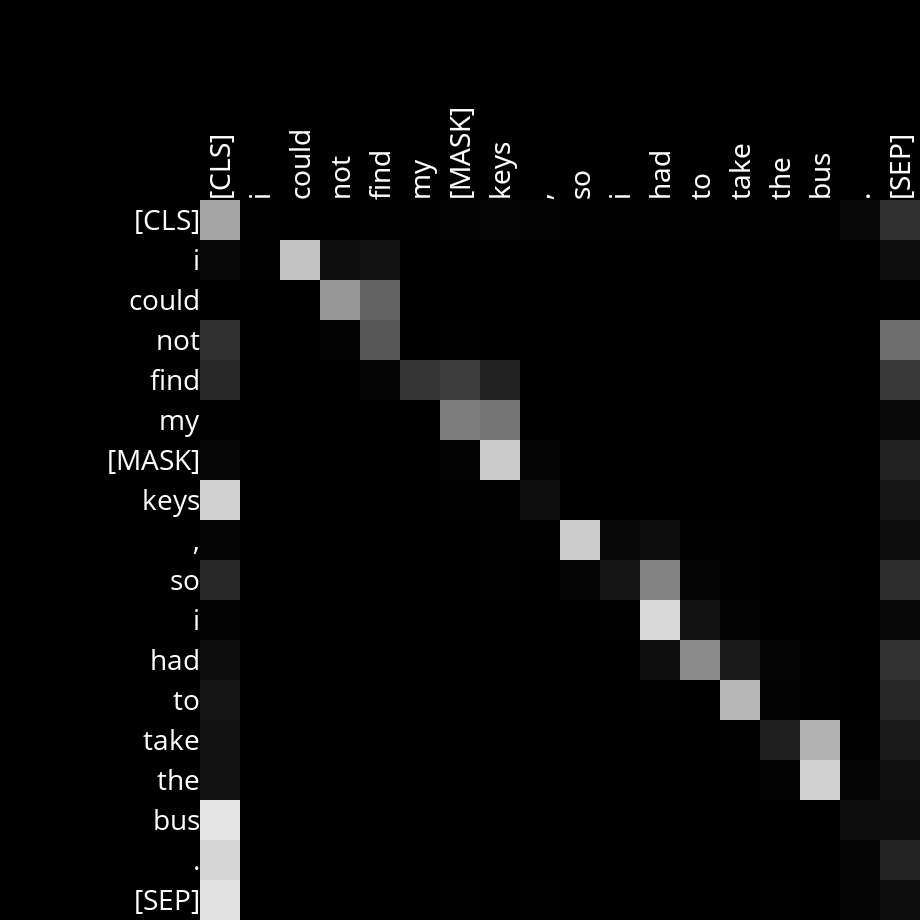 [CLS] i could not find my [MASK] keys , so i had to take the bus . [SEP]
[CLS]
i
could
not
find
my
[MASK]
keys
,
so
i
had
to
take
the
bus
.
[SEP]